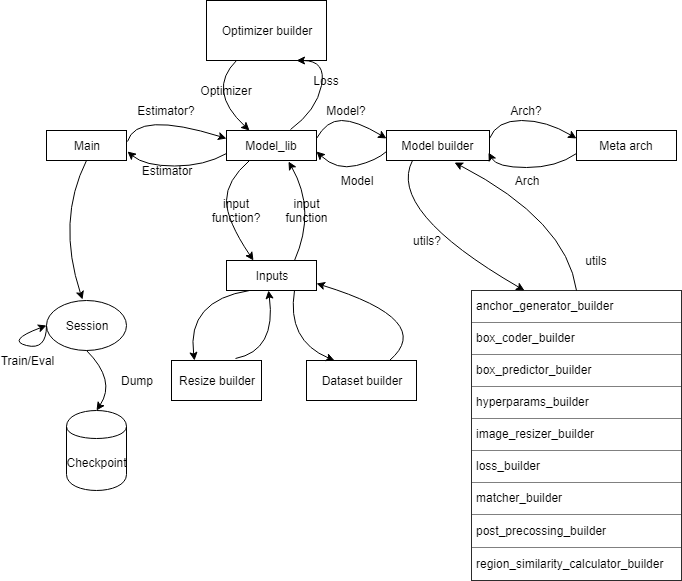 Optimizer builder
Optimizer
Loss
Estimator?
Model?
Arch?
Main
Model_lib
Model builder
Meta arch
Estimator
Model
Arch
input
function?
input
function
utils?
utils
Inputs
Session
Train/Eval
Dump
Checkpoint
Resize builder
Dataset builder
anchor_generator_builder
box_coder_builder
box_predictor_builder
hyperparams_builder
image_resizer_builder
loss_builder
matcher_builder
post_precossing_builder
region_similarity_calculator_builder